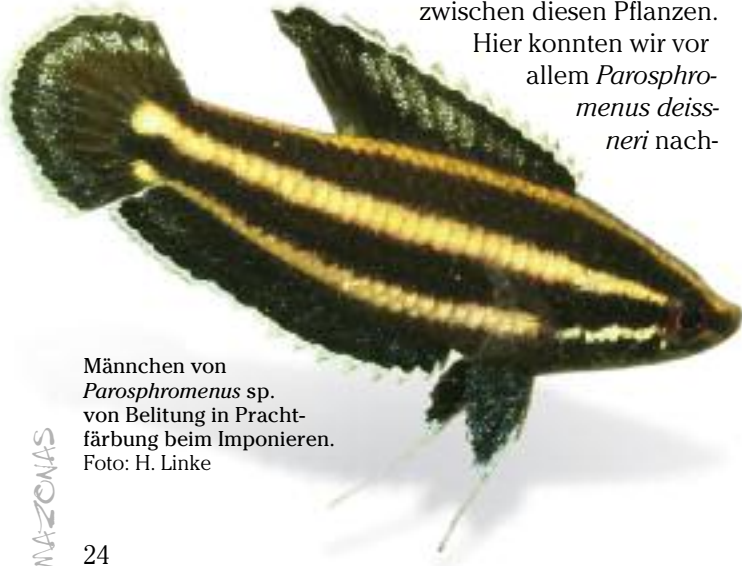 zwischen diesen Pflanzen.
Hier konnten wir vor
allem Parosphro-
menus deiss-
neri nach-
Männchen von
Parosphromenus sp.
von Belitung in Pracht-
färbung beim Imponieren.
Foto: H. Linke
MAZONAS
24